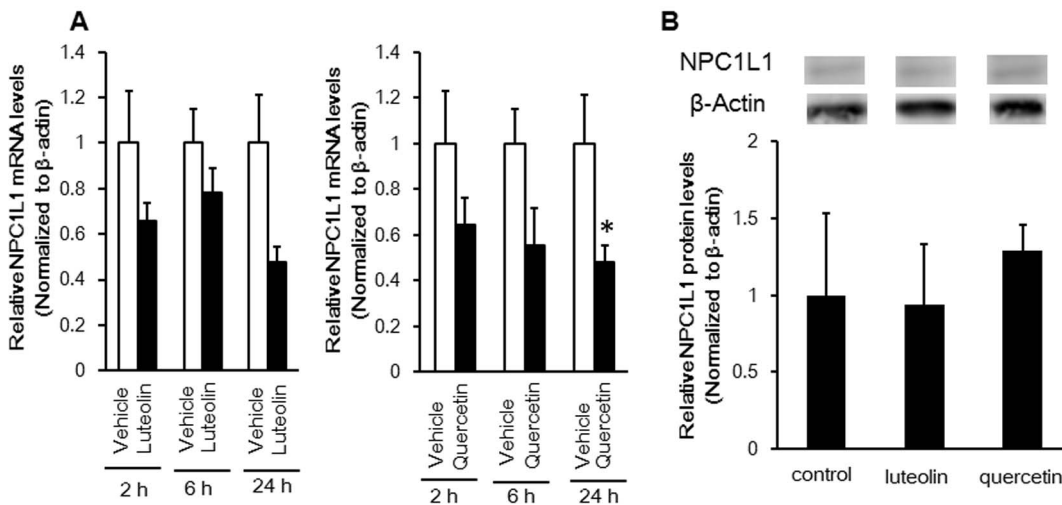 A
Relative NPC1L1 mRNA levels
(Normalized to β-actin)
1.4
1.2
1
0.8
0.6
0.4
0.2
0
Vehicle
Luteolin
Vehicle
Luteolin
Vehicle
Luteolin
2 h
6 h
24 h
Relative NPC1L1 mRNA levels
(Normalized to β-actin)
1.4
1.2
1
0.8
0.6
0.4
0.2
0
*
Vehicle
Quercetin
Vehicle
Quercetin
Vehicle
Quercetin
2 h
6 h
24 h
B
NPC1L1
β-Actin
Relative NPC1L1 protein levels
(Normalized to β-actin)
2
1.5
1
0.5
0
control
luteolin
quercetin